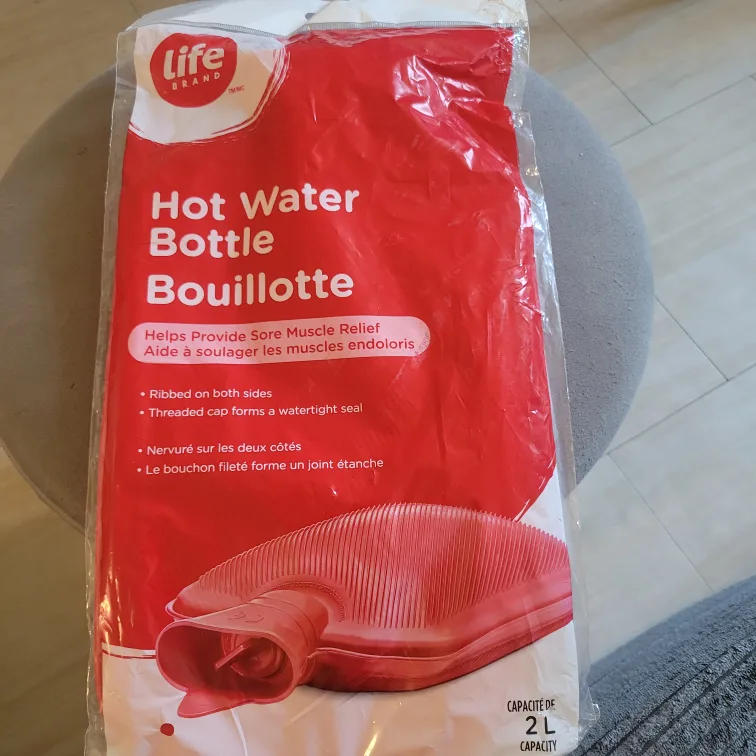 life
BRAND
TM/MC
Hot Water
Bottle
Bouillotte
Helps Provide Sore Muscle Relief
Aide à soulager les muscles endoloris
• Ribbed on both sides
• Threaded cap forms a watertight seal
• Nervuré sur les deux côtés
• Le bouchon fileté forme un joint étanche
CAPACITÉ DE
2 L
CAPACITY